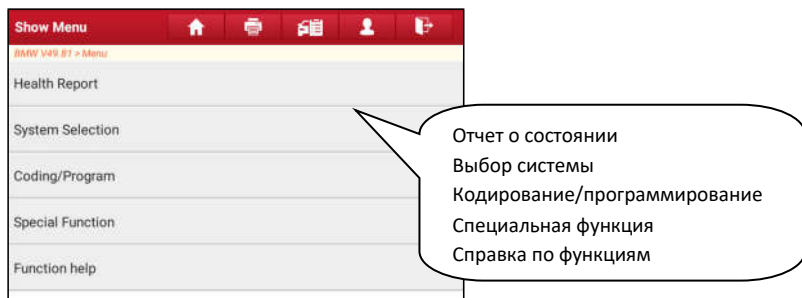 Show Menu
BMW V49.81 > Menu
Health Report
System Selection
Coding/Program
Special Function
Function help
Отчет о состоянии
Выбор системы
Кодирование/программирование
Специальная функция
Справка по функциям